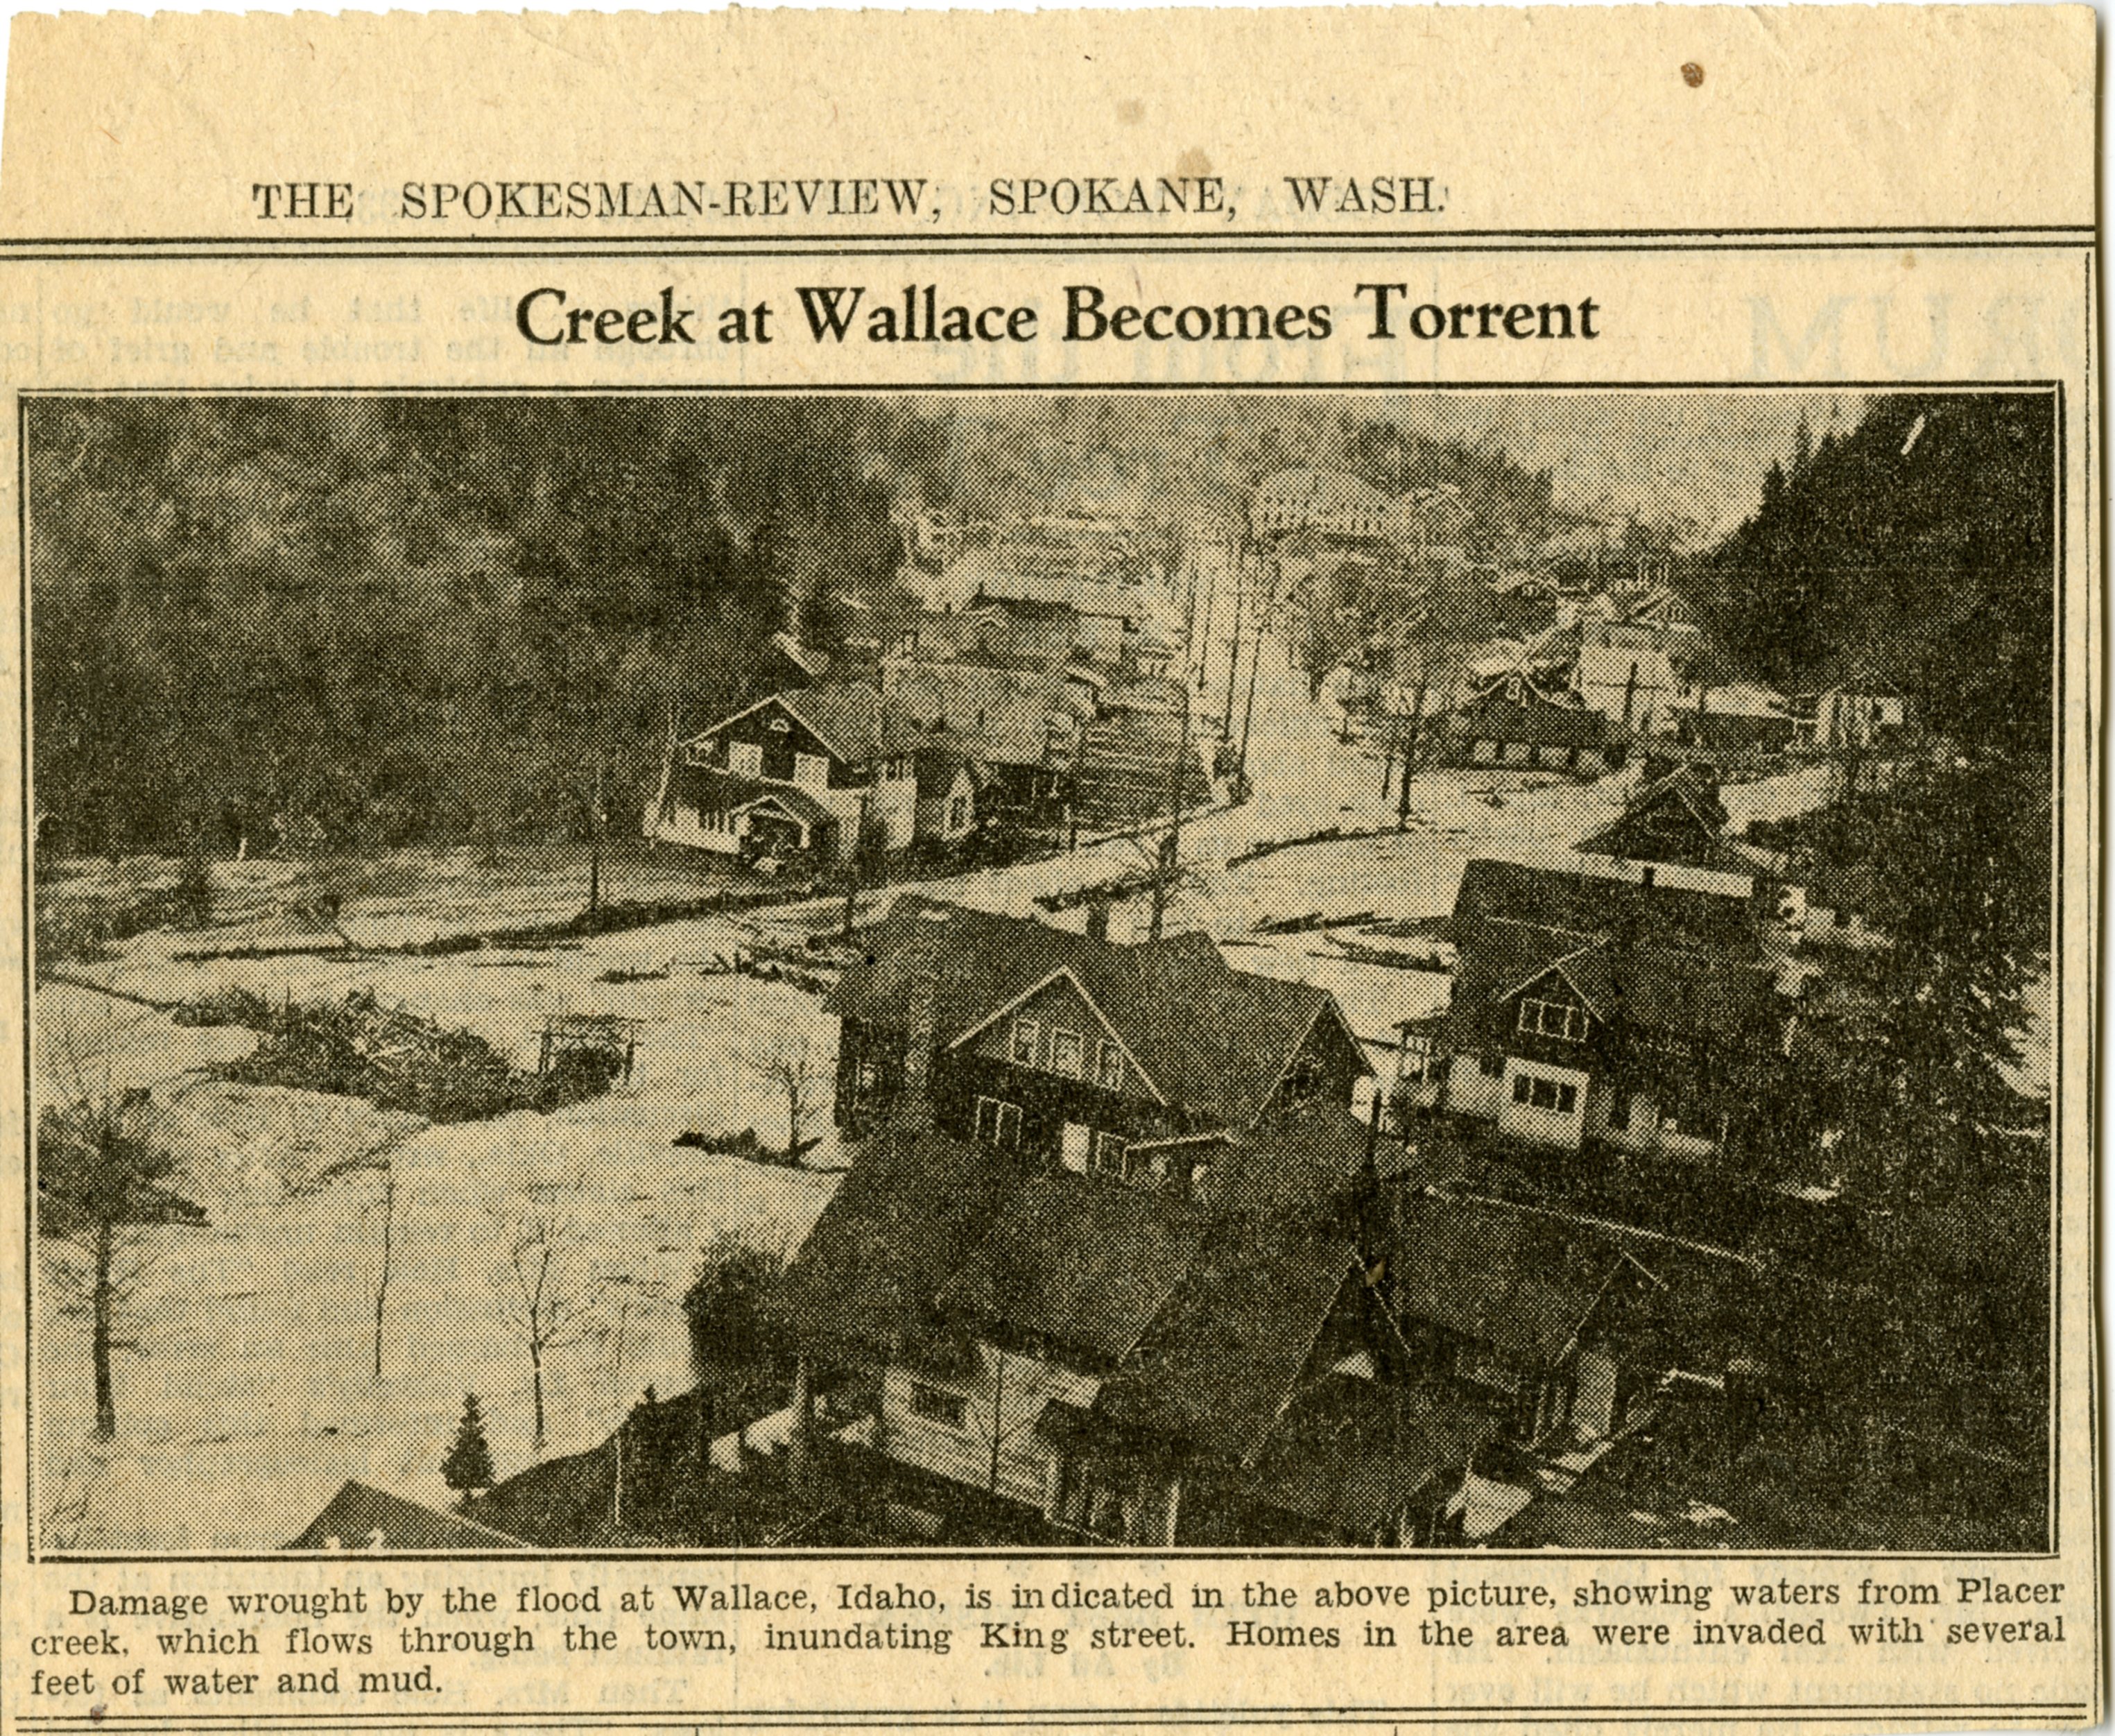 THE SPOKESMAN-REVIEW, SPOKANE, WASH.
Creek at Wallace Becomes Torrent
Damage wrought by the flood at Wallace, Idaho, is indicated in the above picture, showing waters from Placer
creek, which flows through the town, inundating King street. Homes in the area were invaded with several
feet of water and mud.